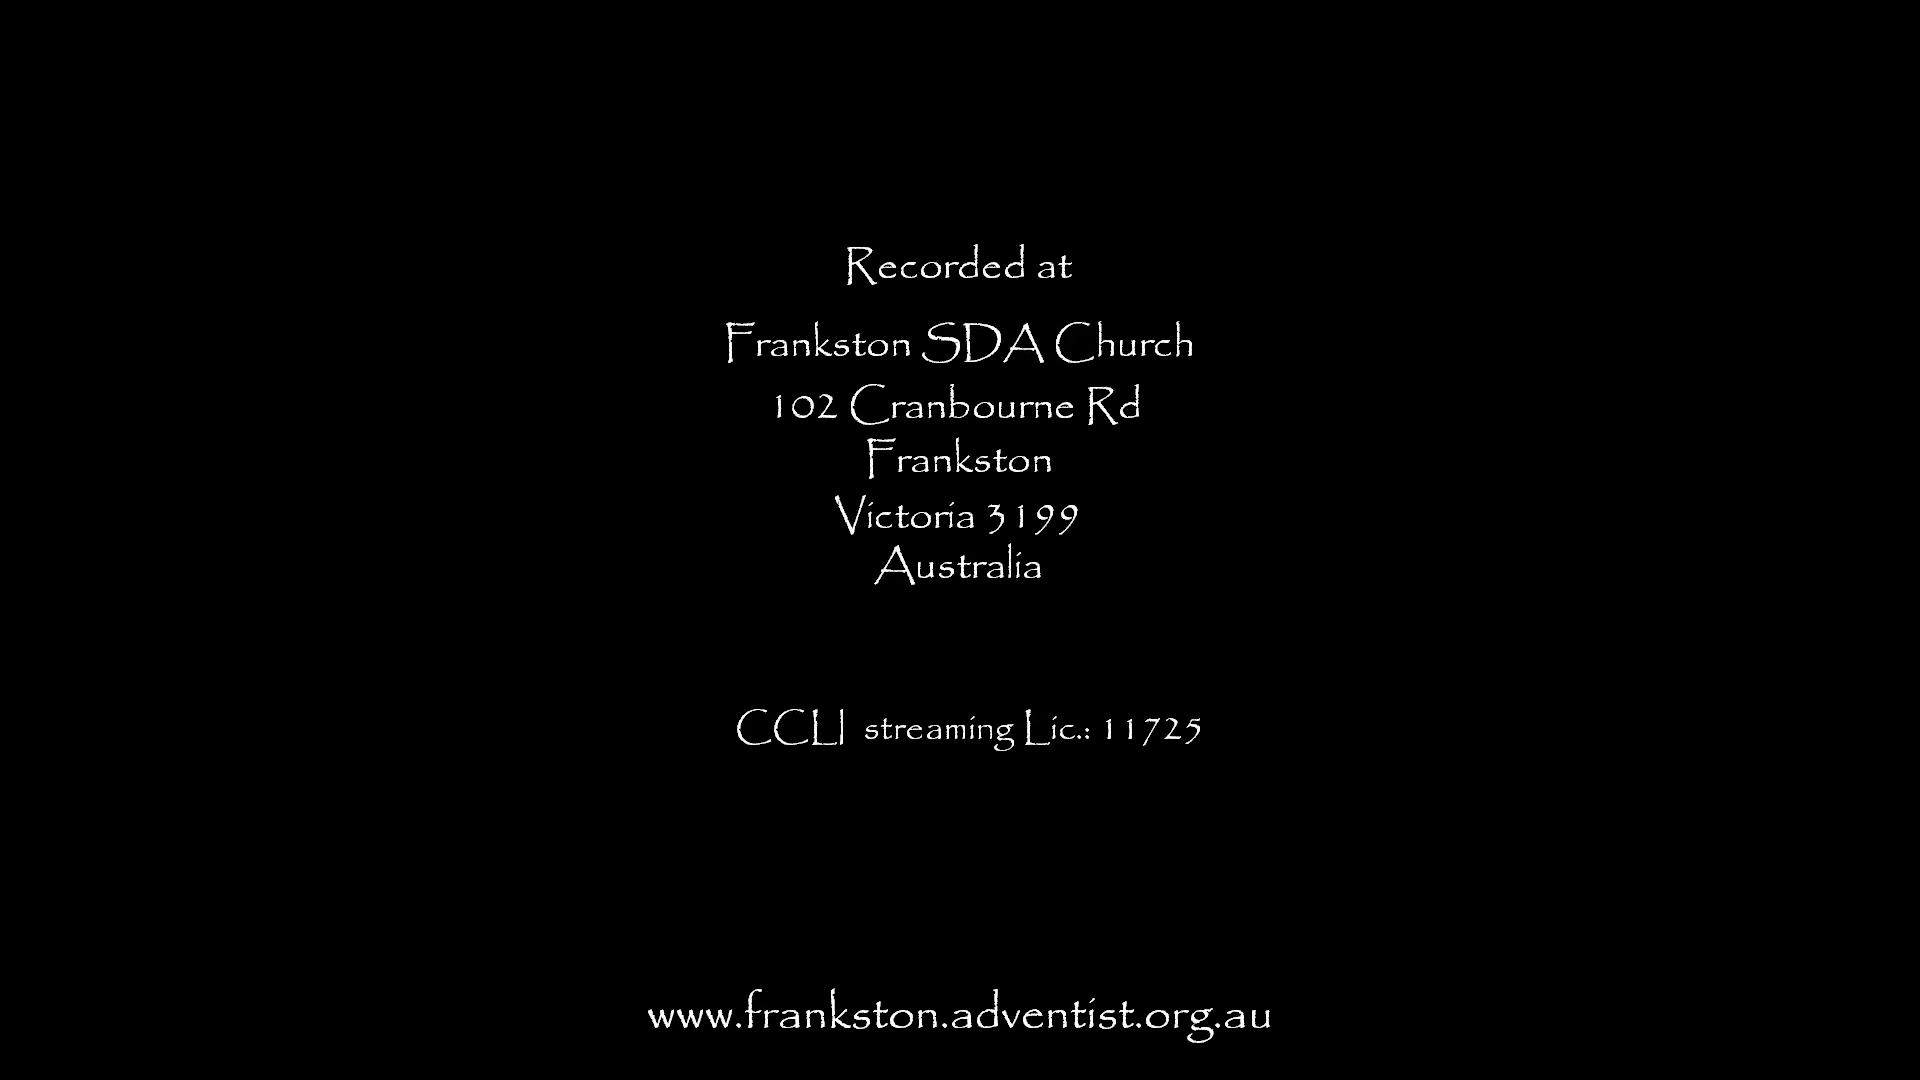 Recorded at
Frankston SDA Church
102 Cranbourne Rd
Frankston
Victoria 3199
Australia
CCLI streaming Lic.: 11725
www.frankston.adventist.org.au